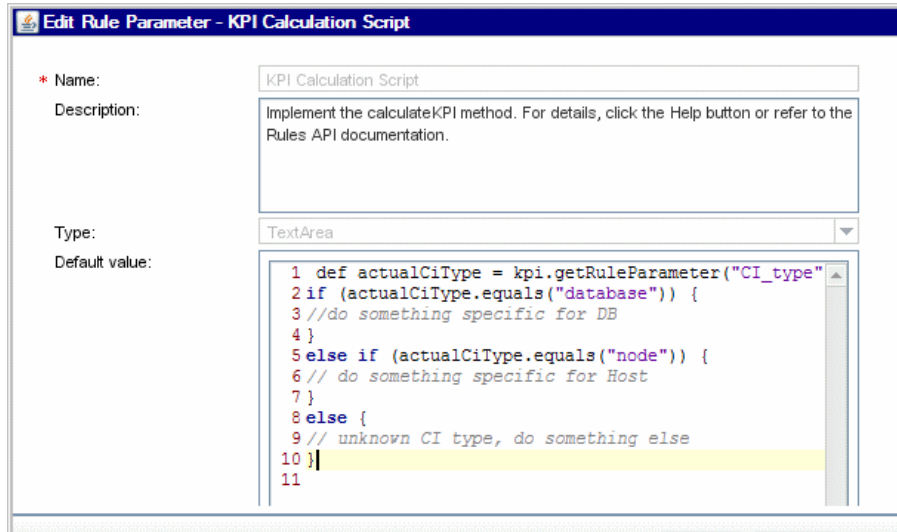 Edit Rule Parameter - KPI Calculation Script
* Name:
KPI Calculation Script
Description:
Implement the calculateKPI method. For details, click the Help button or refer to the
Rules API documentation.
Type:
TextArea
Default value:
1 def actualCiType = kpi.getRuleParameter("CI_type"
2 if (actualCiType.equals("database")) {
3 //do something specific for DB
4 }
5 else if (actualCiType.equals("node")) {
6 // do something specific for Host
7 }
8 else {
9 // unknown CI type, do something else
10 }
11